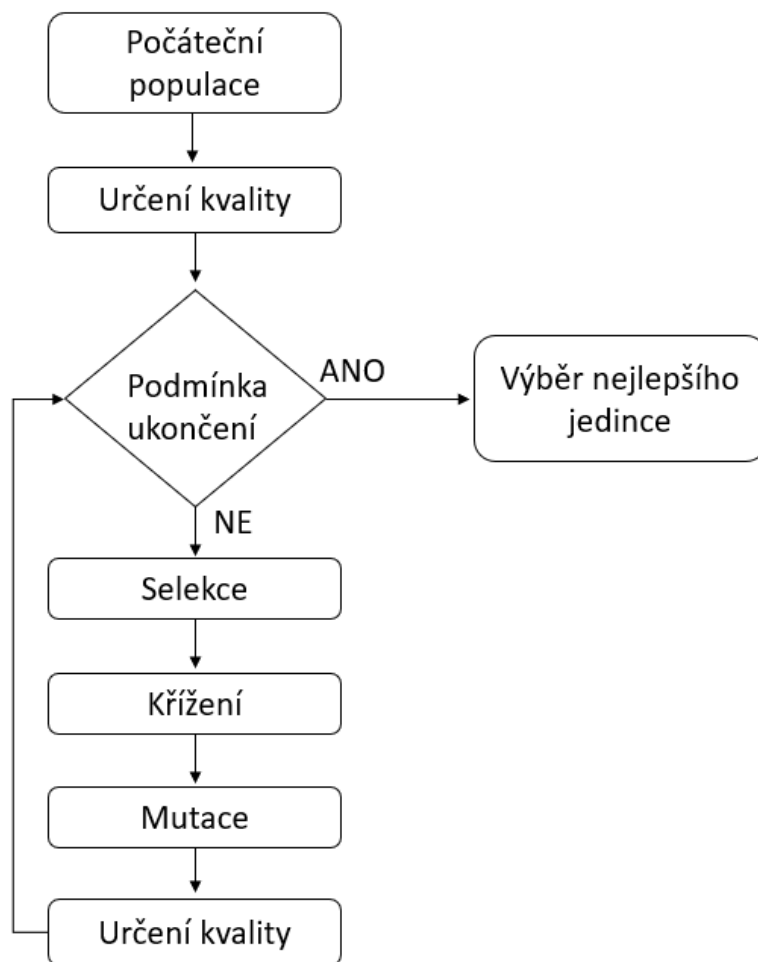 Počáteční
populace
Určení kvality
Podmínka
ukončení
ANO
Výběr nejlepšího
jedince
NE
Selekce
Křížení
Mutace
Určení kvality